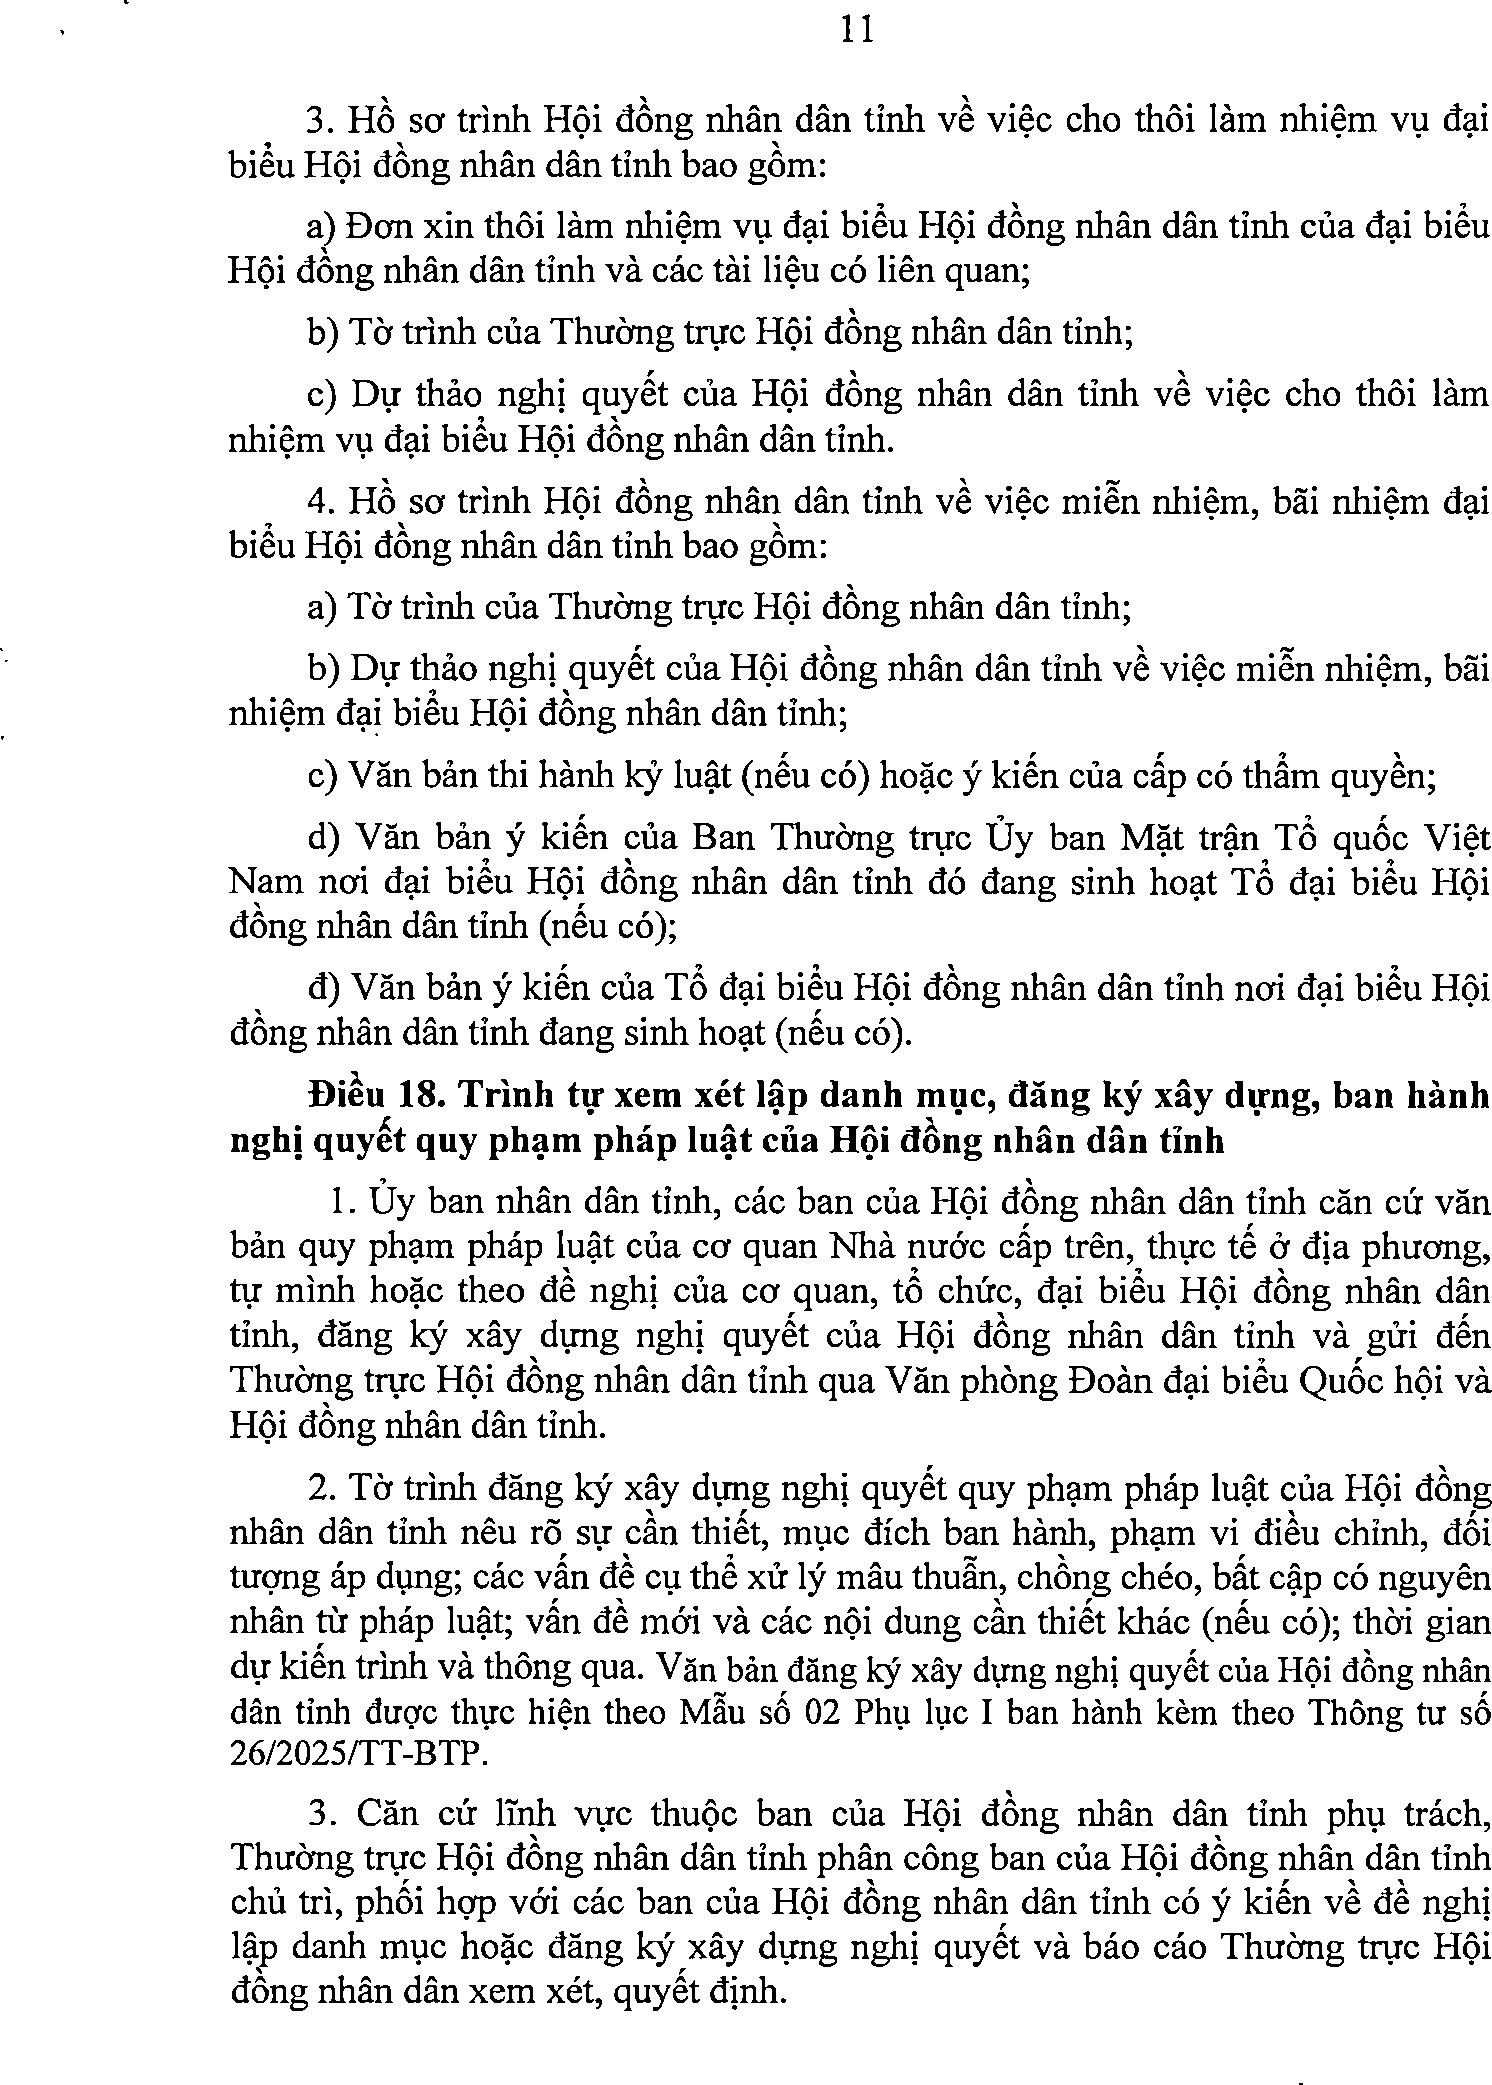 11
3. Hồ sơ trình Hội đồng nhân dân tỉnh về việc cho thôi làm nhiệm vụ đại
biểu Hội đồng nhân dân tỉnh bao gồm:
a) Đơn xin thôi làm nhiệm vụ đại biểu Hội đồng nhân dân tỉnh của đại biểu
Hội đồng nhân dân tỉnh và các tài liệu có liên quan;
b) Tờ trình của Thường trực Hội đồng nhân dân tỉnh;
c) Dự thảo nghị quyết của Hội đồng nhân dân tỉnh về việc cho thôi làm
nhiệm vụ đại biểu Hội đồng nhân dân tỉnh.
4. Hồ sơ trình Hội đồng nhân dân tỉnh về việc miễn nhiệm, bãi nhiệm đại
biểu Hội đồng nhân dân tỉnh bao gồm:
a) Tờ trình của Thường trực Hội đồng nhân dân tỉnh;
b) Dự thảo nghị quyết của Hội đồng nhân dân tỉnh về việc miễn nhiệm, bãi
nhiệm đại biểu Hội đồng nhân dân tỉnh;
c) Văn bản thi hành kỷ luật (nếu có) hoặc ý kiến của cấp có thẩm quyền;
d) Văn bản ý kiến của Ban Thường trực Ủy ban Mặt trận Tổ quốc Việt
Nam nơi đại biểu Hội đồng nhân dân tỉnh đó đang sinh hoạt Tổ đại biểu Hội
đồng nhân dân tỉnh (nếu có);
đ) Văn bản ý kiến của Tổ đại biểu Hội đồng nhân dân tỉnh nơi đại biểu Hội
đồng nhân dân tỉnh đang sinh hoạt (nếu có).
Điều 18. Trình tự xem xét lập danh mục, đăng ký xây dựng, ban hành
nghị quyết quy phạm pháp luật của Hội đồng nhân dân tỉnh
1. Ủy ban nhân dân tỉnh, các ban của Hội đồng nhân dân tỉnh căn cứ văn
bản quy phạm pháp luật của cơ quan Nhà nước cấp trên, thực tế ở địa phương,
tự mình hoặc theo đề nghị của cơ quan, tổ chức, đại biểu Hội đồng nhân dân
tỉnh, đăng ký xây dựng nghị quyết của Hội đồng nhân dân tỉnh và gửi đến
Thường trực Hội đồng nhân dân tỉnh qua Văn phòng Đoàn đại biểu Quốc hội và
Hội đồng nhân dân tỉnh.
2. Tờ trình đăng ký xây dựng nghị quyết quy phạm pháp luật của Hội đồng
nhân dân tỉnh nêu rõ sự cần thiết, mục đích ban hành, phạm vi điều chỉnh, đối
tượng áp dụng; các vấn đề cụ thể xử lý mâu thuẫn, chồng chéo, bất cập có nguyên
nhân từ pháp luật; vấn đề mới và các nội dung cần thiết khác (nếu có); thời gian
dự kiến trình và thông qua. Văn bản đăng ký xây dựng nghị quyết của Hội đồng nhân
dân tỉnh được thực hiện theo Mẫu số 02 Phụ lục I ban hành kèm theo Thông tư số
26/2025/TT-BTP.
3. Căn cứ lĩnh vực thuộc ban của Hội đồng nhân dân tỉnh phụ trách,
Thường trực Hội đồng nhân dân tỉnh phân công ban của Hội đồng nhân dân tỉnh
chủ trì, phối hợp với các ban của Hội đồng nhân dân tỉnh có ý kiến về đề nghị
lập danh mục hoặc đăng ký xây dựng nghị quyết và báo cáo Thường trực Hội
đồng nhân dân xem xét, quyết định.